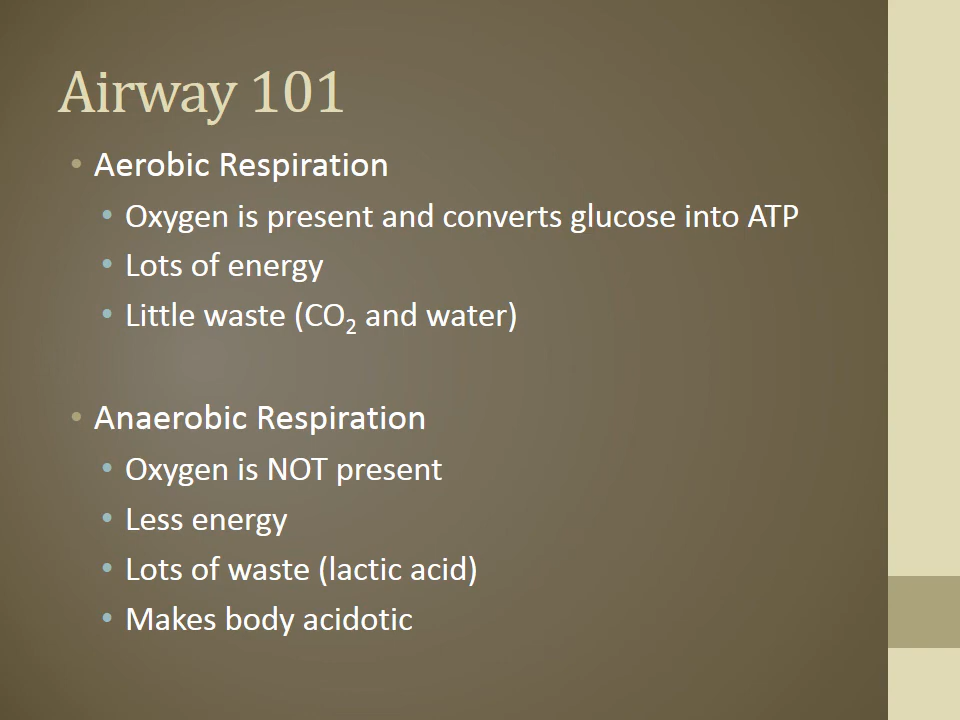 Airway 101
• Aerobic Respiration
• Oxygen is present and converts glucose into ATP
• Lots of energy
• Little waste (CO₂ and water)
• Anaerobic Respiration
• Oxygen is NOT present
• Less energy
• Lots of waste (lactic acid)
• Makes body acidotic